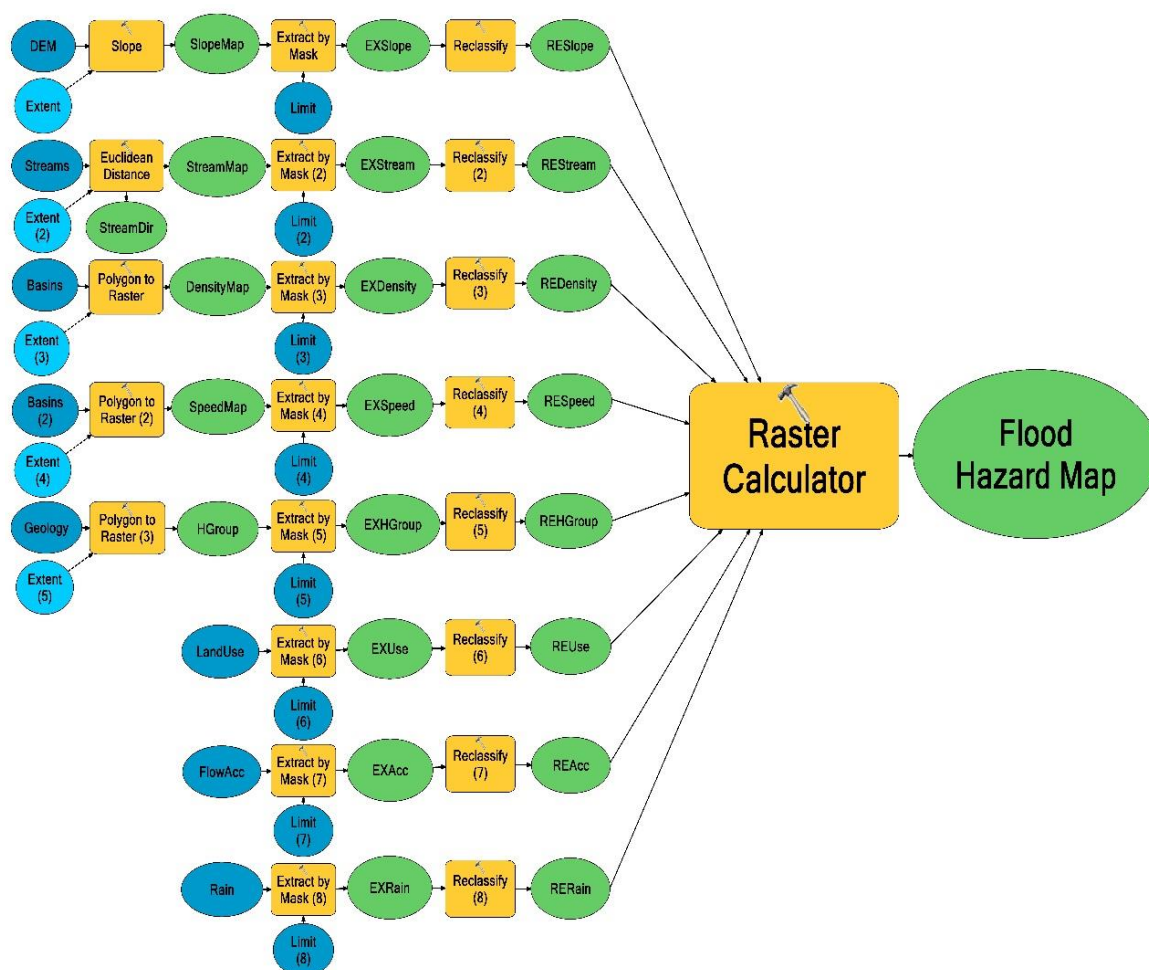 DEM
Slope
SlopeMap
Extract by
Mask
EXSlope
Reclassify
RESlope
Extent
Limit
Streams
Euclidean
Distance
StreamMap
Extract by
Mask (2)
EXStream
Reclassify
(2)
REStream
Extent
(2)
StreamDir
Limit
(2)
Basins
Polygon to
Raster
DensityMap
Extract by
Mask (3)
EXDensity
Reclassify
(3)
REDensity
Extent
(3)
Limit
(3)
Basins
(2)
Polygon to
Raster (2)
SpeedMap
Extract by
Mask (4)
EXSpeed
Reclassify
(4)
RESpeed
Extent
(4)
Limit
(4)
Raster
Calculator
Flood
Hazard Map
Geology
Polygon to
Raster (3)
HGroup
Extract by
Mask (5)
EXHGroup
Reclassify
(5)
REHGroup
Extent
(5)
Limit
(5)
LandUse
Extract by
Mask (6)
EXUse
Reclassify
(6)
REUse
Limit
(6)
FlowAcc
Extract by
Mask (7)
EXAcc
Reclassify
(7)
REAcc
Limit
(7)
Rain
Extract by
Mask (8)
EXRain
Reclassify
(8)
RERain
Limit
(8)